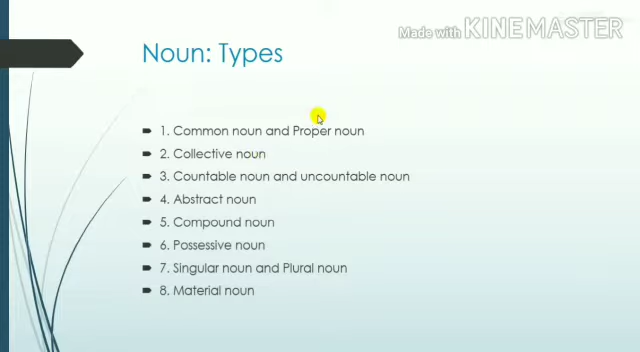 Made with KINEMASTER
Noun: Types
1. Common noun and Proper noun
2. Collective noun
3. Countable noun and uncountable noun
4. Abstract noun
5. Compound noun
6. Possessive noun
7. Singular noun and Plural noun
8. Material noun